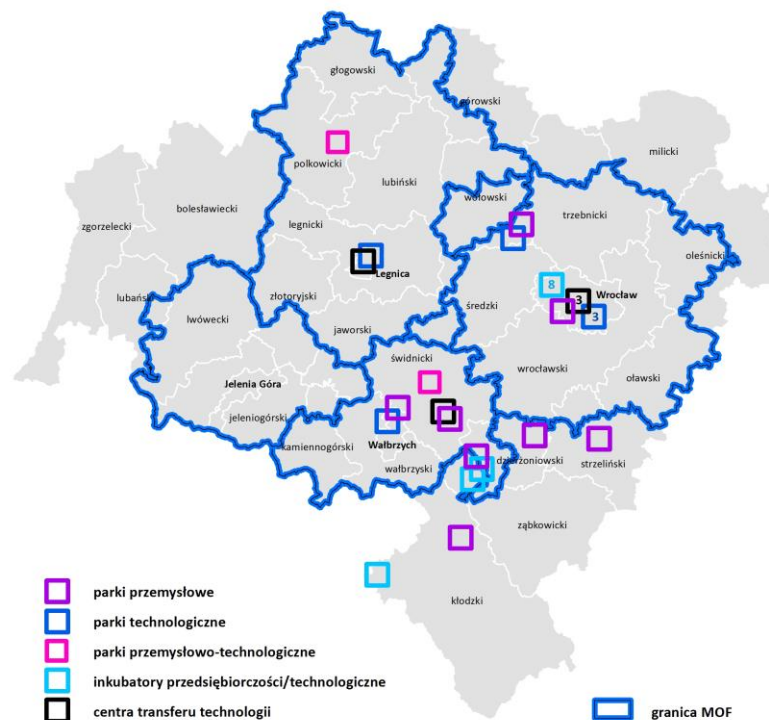 głogowski
górowski
milicki
polkowicki
lubiński
wołowski
trzebnicki
bolesławiecki
zgorzelecki
legnicki
oleśnicki
Legnica
8
3
Wrocław
3
lubański
złotoryjski
średzki
lwówecki
jaworski
świdnicki
wrocławski
oławski
Jelenia Góra
jeleniogórski
kamiennogórski
Wałbrzych
wałbrzyski
dzierżoniowski
strzeliński
ząbkowicki
kłodzki
parki przemysłowe
parki technologiczne
parki przemysłowo-technologiczne
inkubatory przedsiębiorczości/technologiczne
centra transferu technologii
granica MOF